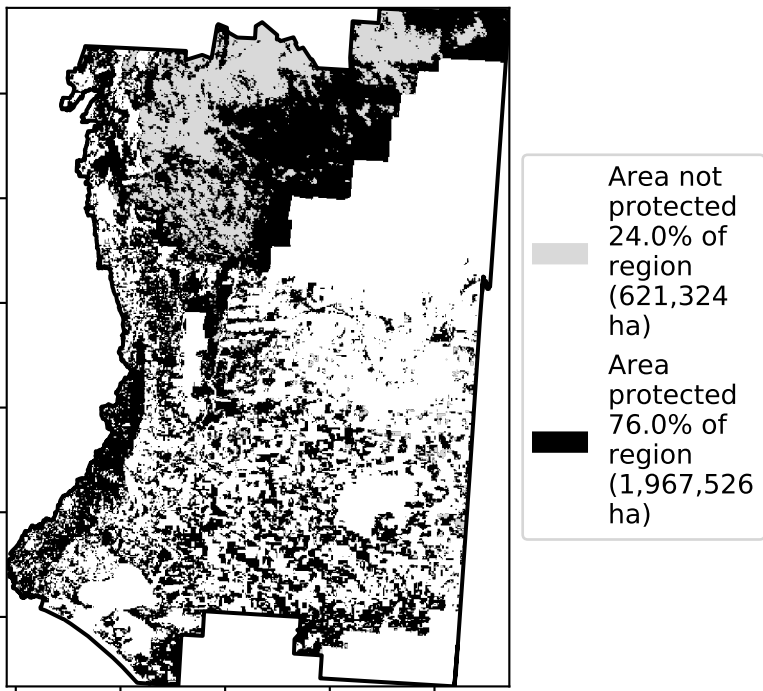 Area not
protected
24.0% of
region
(621,324
ha)
Area
protected
76.0% of
region
(1,967,526
ha)